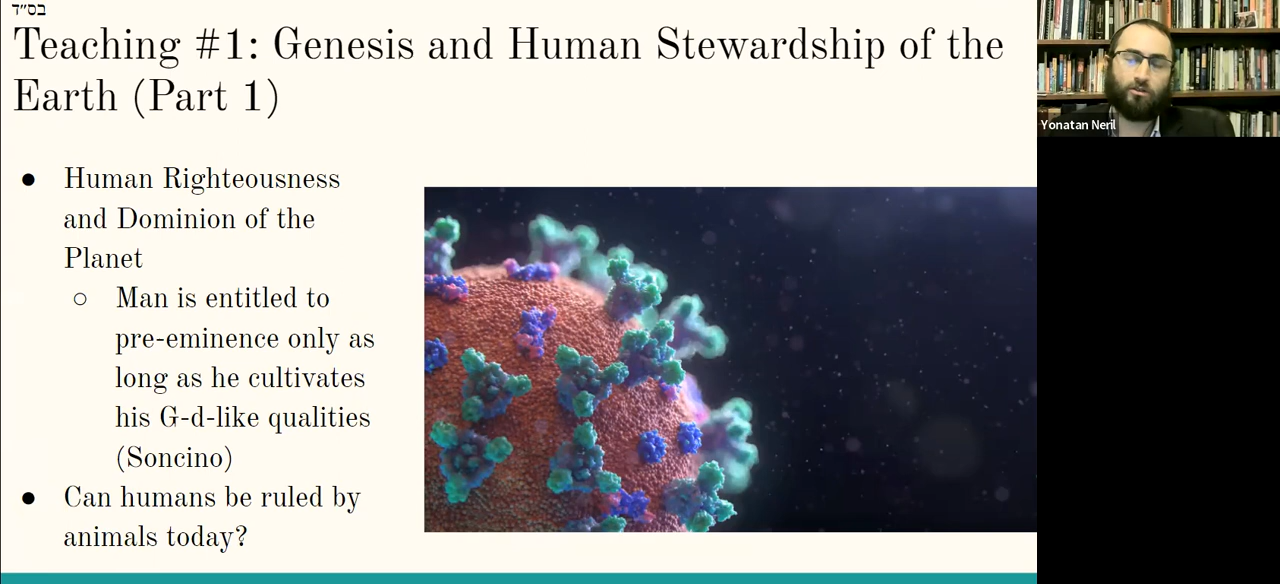 בס״ד
Teaching #1: Genesis and Human Stewardship of the
Earth (Part 1)
● Human Righteousness
and Dominion of the
Planet
○ Man is entitled to
pre-eminence only as
long as he cultivates
his G-d-like qualities
(Soncino)
● Can humans be ruled by
animals today?
Yonatan Neril